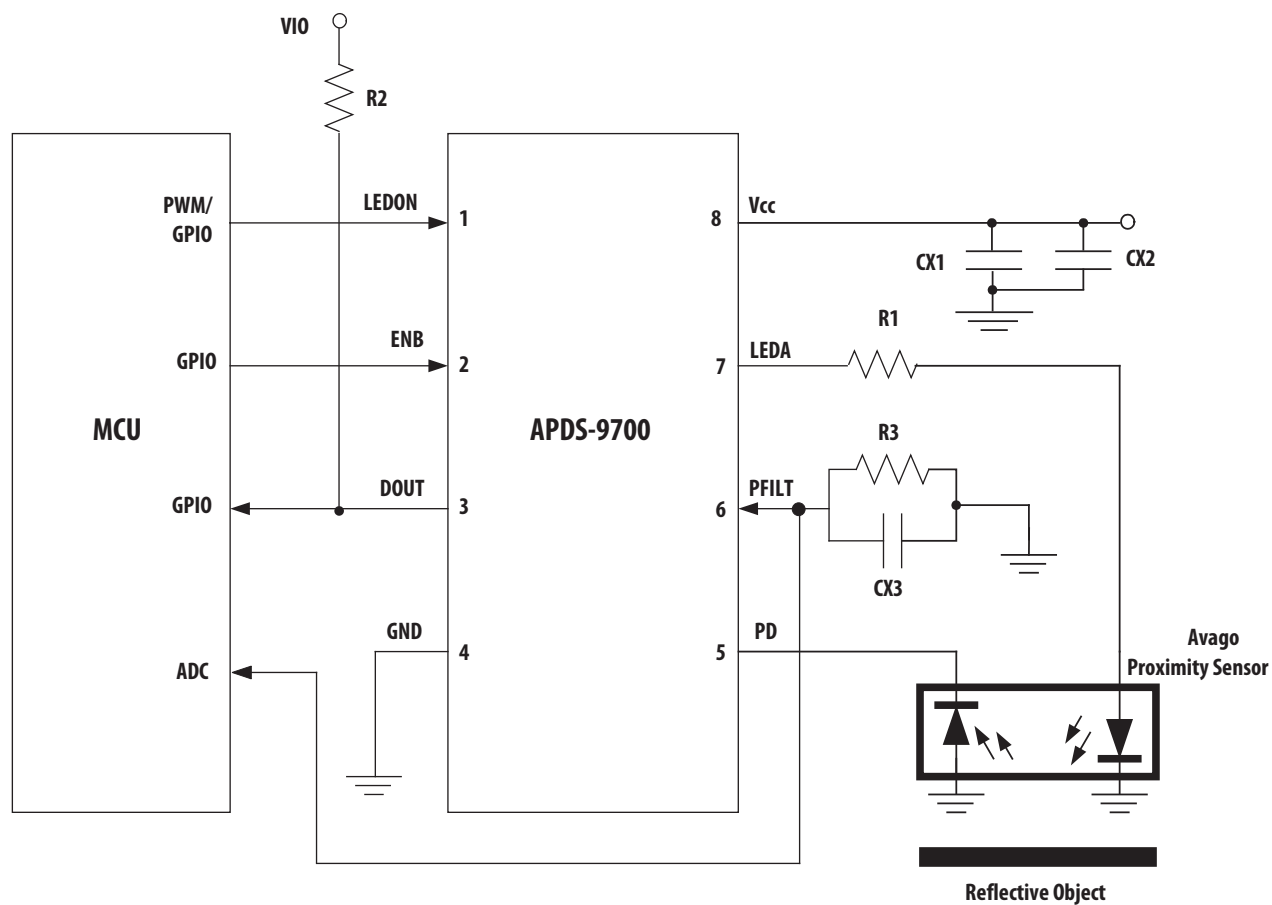 VIO
R2
PWM/
GPIO
LEDON
1
8
Vcc
CX1
CX2
R1
GPIO
ENB
2
7
LEDA
MCU
APDS-9700
R3
GPIO
DOUT
3
6
PFILT
CX3
GND
4
5
PD
ADC
Avago
Proximity Sensor
Reflective Object